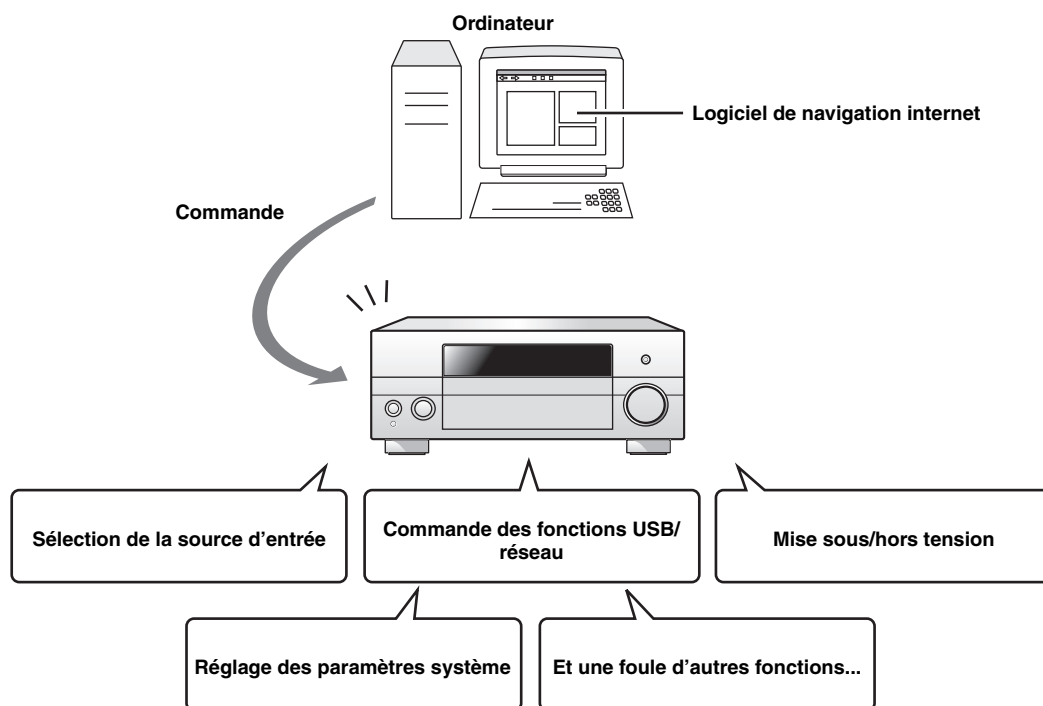 Ordinateur
Logiciel de navigation internet
Commande
Sélection de la source d'entrée
Commande des fonctions USB/
réseau
Mise sous/hors tension
Réglage des paramètres système
Et une foule d’autres fonctions...